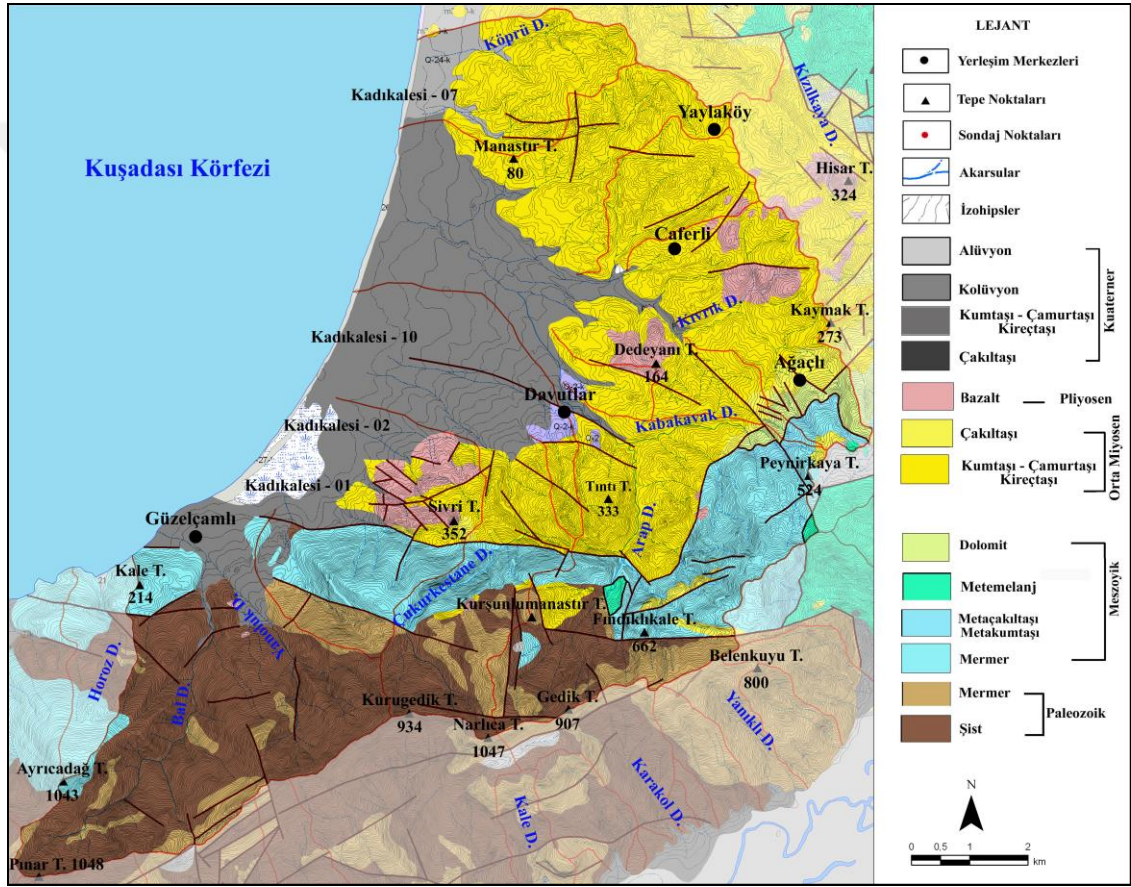 Köprü D.
Q-24-k
Kadıkalesi - 07
Kızılkaya D.
Yaylaköy
Manastır T.
80
Kuşadası Körfezi
Hisar T.
324
Caferli
Kıvrık D.
Kaymak T.
273
Kadıkalesi - 10
Dedeyanı T.
164
Ağaçlı
Davutlar
Q-2-k
Kabakavak D.
Kadıkalesi - 02
Peynirkaya T.
524
Kadıkalesi - 01
Tıntı T.
333
Sivri T.
352
Arap D.
Güzelçamlı
Kale T.
214
Çukurkestane D.
Kurşunlumanastır T.
Fındıklıkale T.
662
Yanoluk D.
Horoz D.
Bal D.
Belenkuyu T.
800
Yanıklı D.
Kurugedik T.
934
Gedik T.
907
Narlıca T.
1047
Ayrıcadağ T.
1043
Kale D.
Karakol D.
Pınar T. 1048
LEJANT
Yerleşim Merkezleri
Tepe Noktaları
Sondaj Noktaları
Akarsular
İzohipsler
Alüvyon
Kolüvyon
Kumtaşı - Çamurtaşı
Kireçtaşı
Çakıltaşı
Kuaterner
Bazalt
Pliyosen
Çakıltaşı
Kumtaşı - Çamurtaşı
Kireçtaşı
Orta Miyosen
Dolomit
Metemelanj
Metaçakıltaşı
Metakumtaşı
Mermer
Meszoyik
Mermer
Şist
Paleozoik
N
0 0,5 1 2
km